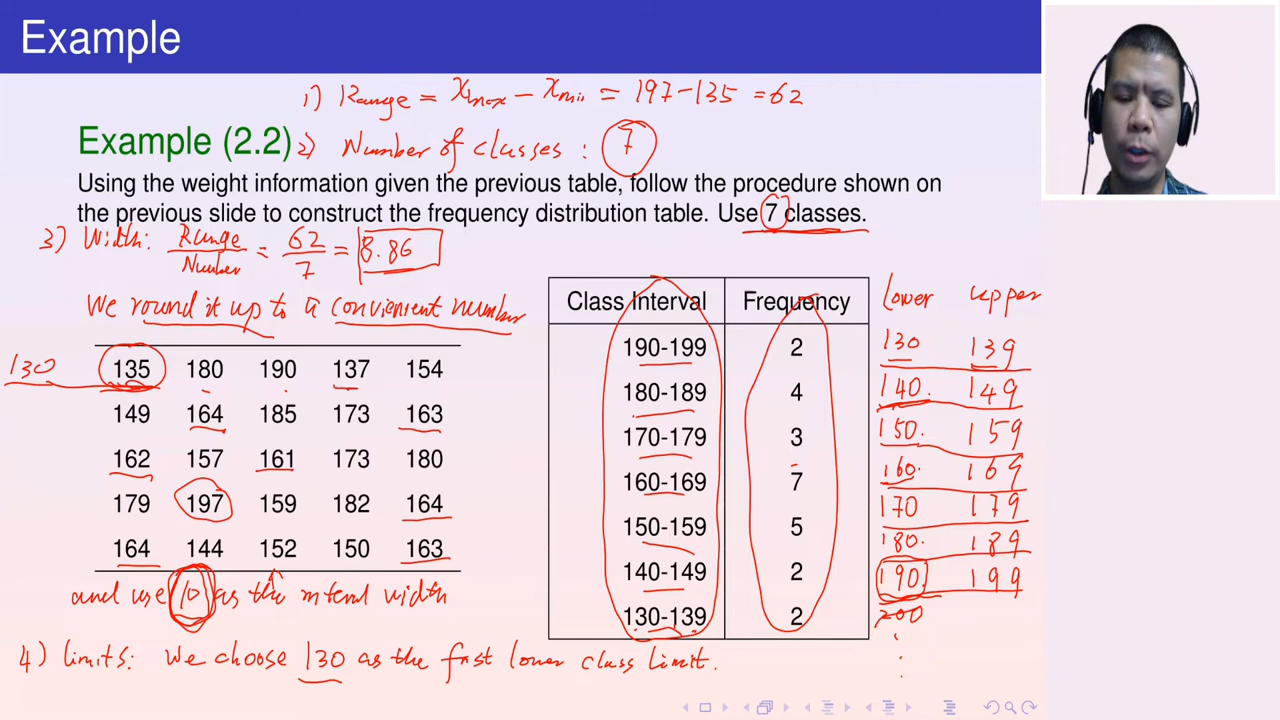 Example
1) Range = Xmax - Xmin = 197-135 = 62
Example (2.2)
2) Number of classes : 7
Using the weight information given the previous table, follow the procedure shown on
the previous slide to construct the frequency distribution table. Use 7 classes.
3) Width: Range/Number = 62/7 = 8.86
We round it up to a convienient number
130
135 180 190 137 154
149 164 185 173 163
162 157 161 173 180
179 197 159 182 164
164 144 152 150 163
and use 10 as the interval width
Class Interval Frequency
190-199 2
180-189 4
170-179 3
160-169 7
150-159 5
140-149 2
130-139 2
lower upper
130 139
140. 149
150. 159
160. 169
170 179
180. 189
190. 199
200
4) limits: We choose 130 as the first lower class limit.